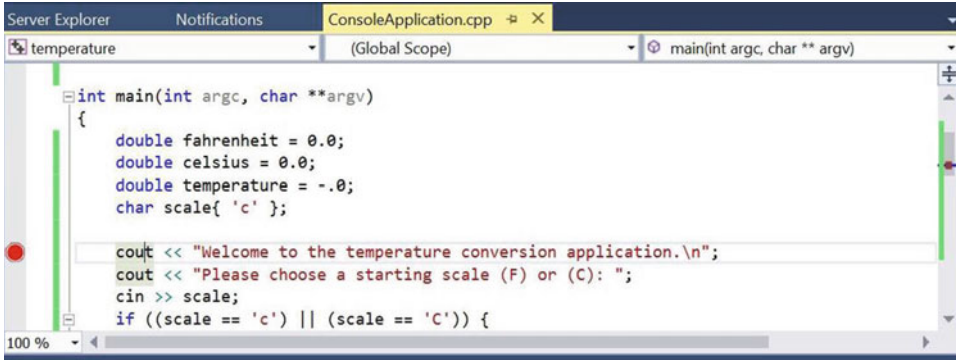 Server Explorer Notifications ConsoleApplication.cpp
temperature (Global Scope) main(int argc, char ** argv)
int main(int argc, char **argv)
{
double fahrenheit = 0.0;
double celsius = 0.0;
double temperature = -.0;
char scale{ 'c' };
cout << "Welcome to the temperature conversion application.\n";
cout << "Please choose a starting scale (F) or (C): ";
cin >> scale;
if ((scale == 'c') || (scale == 'C')) {
100 %